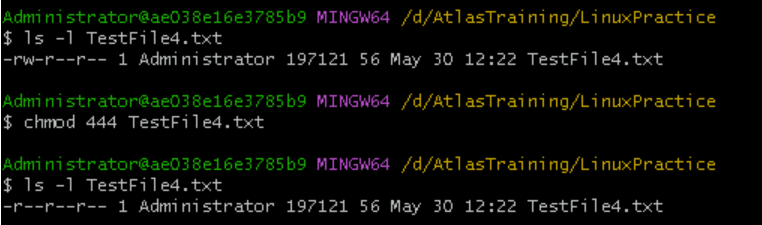 Administrator@ae038e16e3785b9 MINGW64 /d/AtlasTraining/LinuxPractice
$ ls -l TestFile4.txt
-rw-r--r-- 1 Administrator 197121 56 May 30 12:22 TestFile4.txt
Administrator@ae038e16e3785b9 MINGW64 /d/AtlasTraining/LinuxPractice
$ chmod 444 TestFile4.txt
Administrator@ae038e16e3785b9 MINGW64 /d/AtlasTraining/LinuxPractice
$ ls -l TestFile4.txt
-r--r--r-- 1 Administrator 197121 56 May 30 12:22 TestFile4.txt